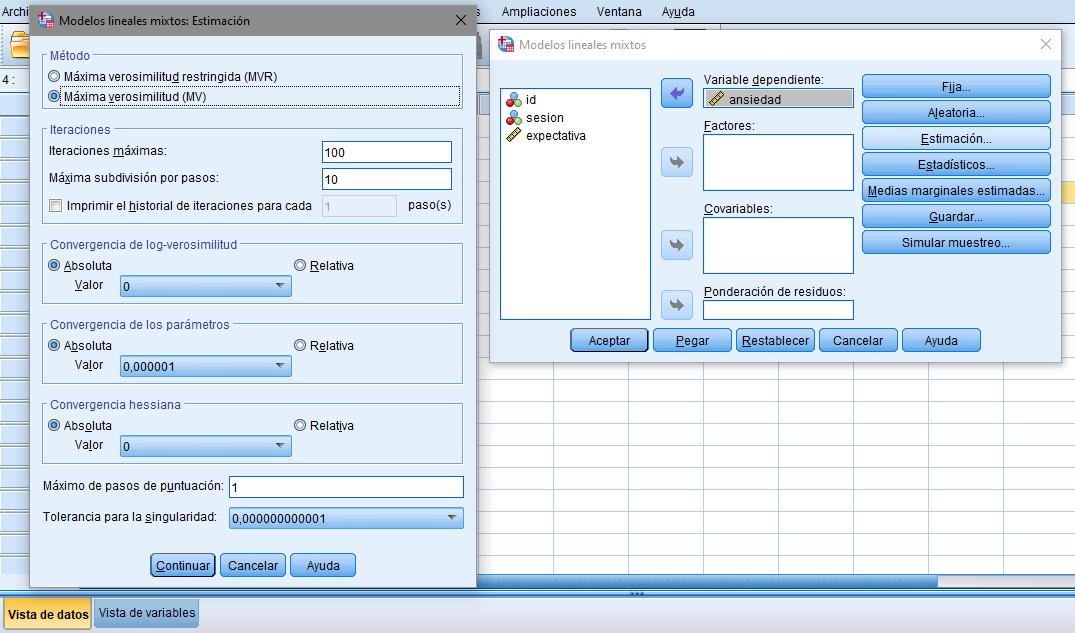 Archi
s
Ampliaciones
Ventana
Ayuda
4 :
Modelos lineales mixtos: Estimación
Método
Máxima verosimilitud restringida (MVR)
Máxima verosimilitud (MV)
Iteraciones
Iteraciones máximas:
100
Máxima subdivisión por pasos:
10
Imprimir el historial de iteraciones para cada
1
paso(s)
Convergencia de log-verosimilitud
Absoluta
Relativa
Valor
0
Convergencia de los parámetros
Absoluta
Relativa
Valor
0,000001
Convergencia hessiana
Absoluta
Relativa
Valor
0
Máximo de pasos de puntuación:
1
Tolerancia para la singularidad:
0,000000000001
Continuar
Cancelar
Ayuda
Modelos lineales mixtos
id
sesion
expectativa
Variable dependiente:
ansiedad
Factores:
Covariables:
Ponderación de residuos:
Fija...
Aleatoria...
Estimación...
Estadísticos...
Medias marginales estimadas...
Guardar...
Simular muestreo...
Aceptar
Pegar
Restablecer
Cancelar
Ayuda
Vista de datos
Vista de variables